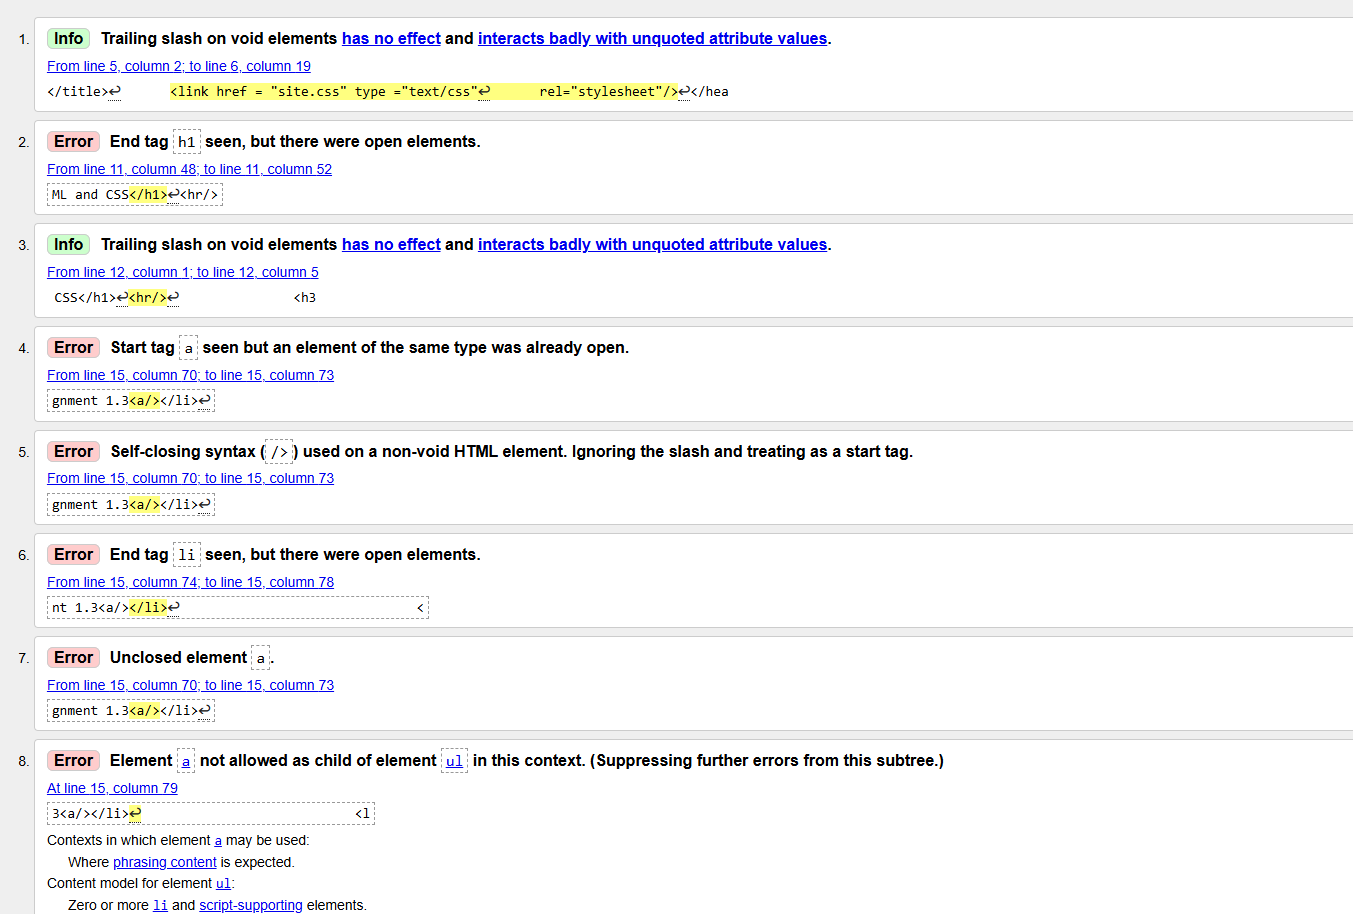 1. Info Trailing slash on void elements has no effect and interacts badly with unquoted attribute values.
From line 5, column 2; to line 6, column 19
</title>↩ <link href = "site.css" type ="text/css"↩ rel="stylesheet"/>↩</hea
2. Error End tag h1 seen, but there were open elements.
From line 11, column 48; to line 11, column 52
ML and CSS</h1>↩<hr/>
3. Info Trailing slash on void elements has no effect and interacts badly with unquoted attribute values.
From line 12, column 1; to line 12, column 5
CSS</h1>↩<hr/>↩ <h3
4. Error Start tag a seen but an element of the same type was already open.
From line 15, column 70; to line 15, column 73
gnment 1.3<a/></li>↩
5. Error Self-closing syntax (/>) used on a non-void HTML element. Ignoring the slash and treating as a start tag.
From line 15, column 70; to line 15, column 73
gnment 1.3<a/></li>↩
6. Error End tag li seen, but there were open elements.
From line 15, column 74; to line 15, column 78
nt 1.3<a/></li>↩ <
7. Error Unclosed element a.
From line 15, column 70; to line 15, column 73
gnment 1.3<a/></li>↩
8. Error Element a not allowed as child of element ul in this context. (Suppressing further errors from this subtree.)
At line 15, column 79
3<a/></li>↩ <l
Contexts in which element a may be used:
Where phrasing content is expected.
Content model for element ul:
Zero or more li and script-supporting elements.